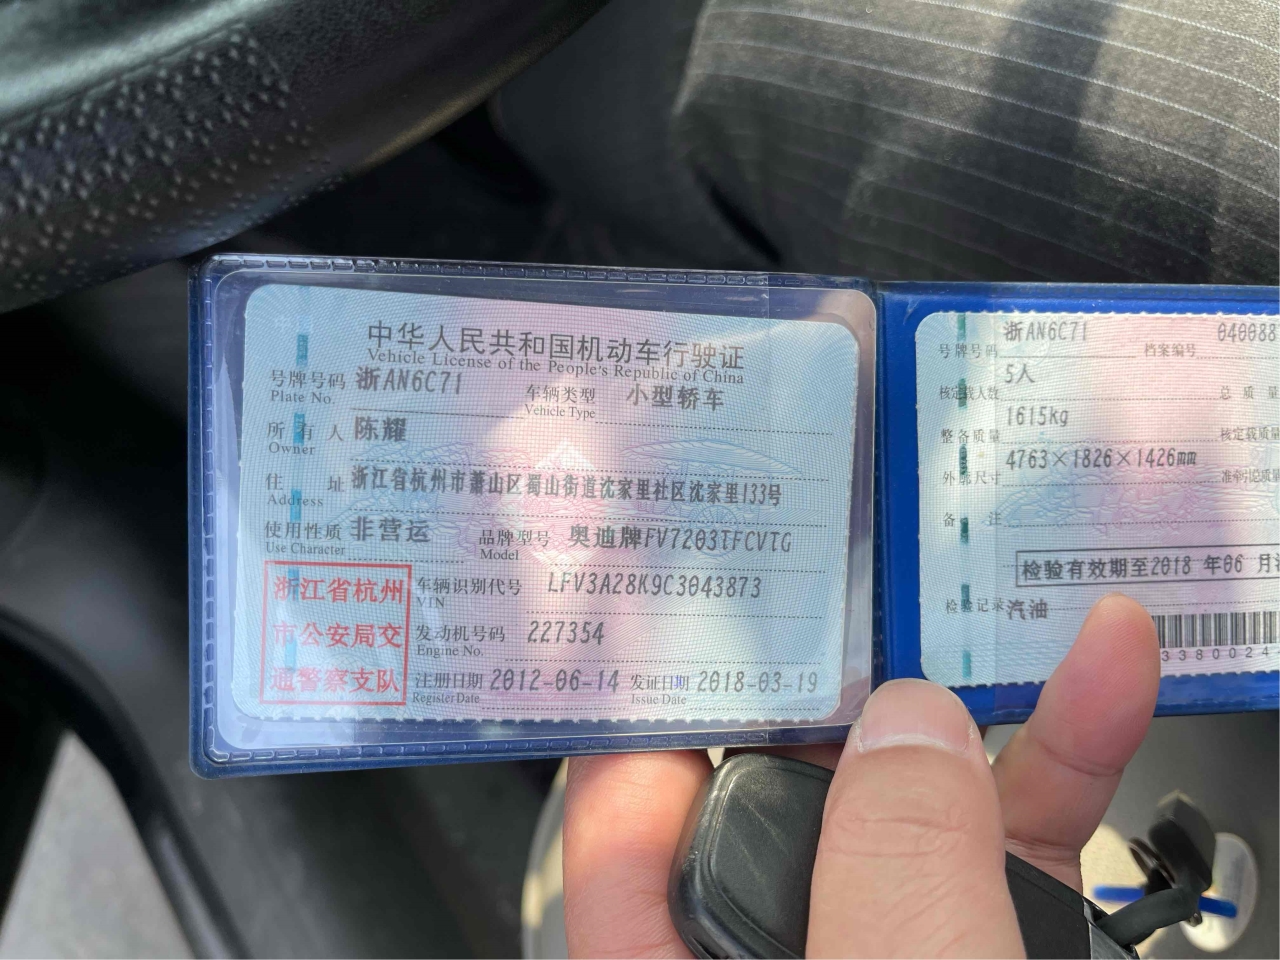 中华人民共和国机动车行驶证
Vehicle License of the People's Republic of China
号牌号码 浙AN6C71 车辆类型 小型轿车
Plate No. Vehicle Type
所有人 陈耀
Owner
住址 浙江省杭州市萧山区蜀山街道沈家里社区沈家里133号
Address
使用性质 非营运 品牌型号 奥迪牌FV7203TFCVTG
Use Character Model
浙江省杭州
市公安局交
通警察支队
车辆识别代号 LFV3A28K9C3043873
VIN
发动机号码 227354
Engine No.
注册日期 2012-06-14 发证日期 2018-03-19
Register Date Issue Date
号牌号码 浙AN6C71 档案编号 040088
核定载人数 5人 总质量
整备质量 1615kg 核定载质量
外廓尺寸 4763×1826×1426mm 准牵引总质量
备注
检验有效期至2018 年06 月
检验记录 汽油
3380024